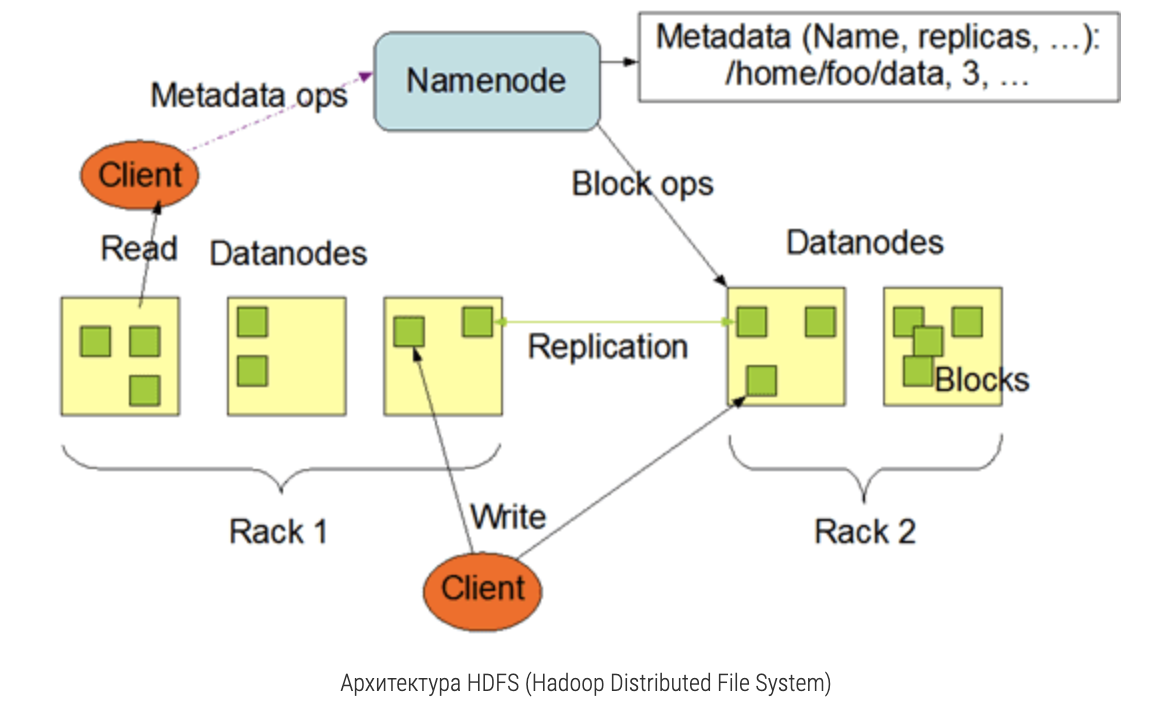 Metadata (Name, replicas, …):
/home/foo/data, 3, …
Namenode
Metadata ops
Client
Block ops
Read
Datanodes
Datanodes
Replication
Blocks
Rack 1
Write
Rack 2
Client
Архитектура HDFS (Hadoop Distributed File System)